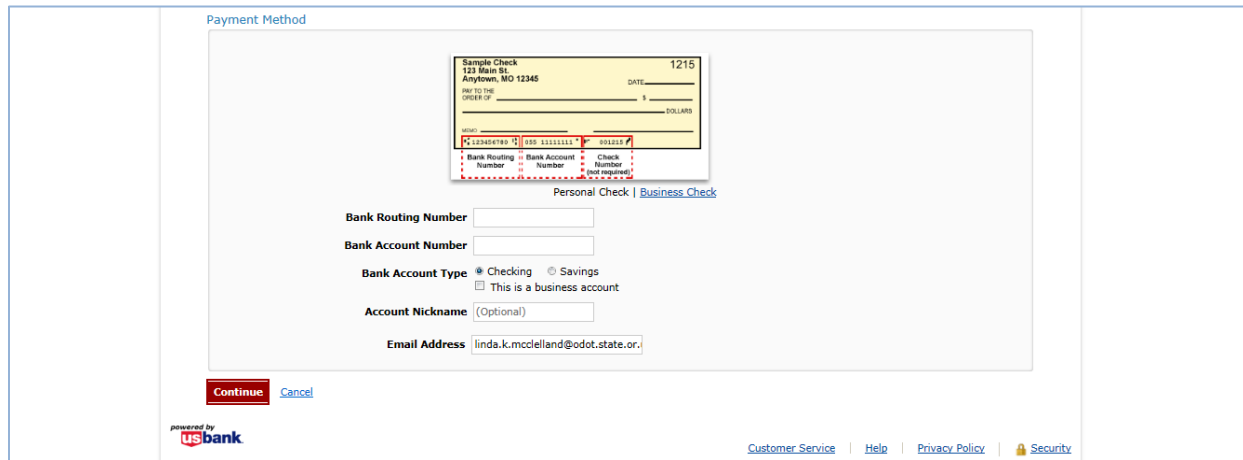 Payment Method
Sample Check
1215
123 Main St.
Anytown, MO 12345
DATE
PAY TO THE
ORDER OF
$
DOLLARS
MEMO
123456780 055 11111111 001215
Bank Routing Number
Bank Account Number
Check Number (not required)
Personal Check | Business Check
Bank Routing Number
Bank Account Number
Bank Account Type Checking Savings
This is a business account
Account Nickname (Optional)
Email Address linda.k.mcclelland@odot.state.or.
Continue Cancel
powered by
usbank.
Customer Service | Help | Privacy Policy | Security